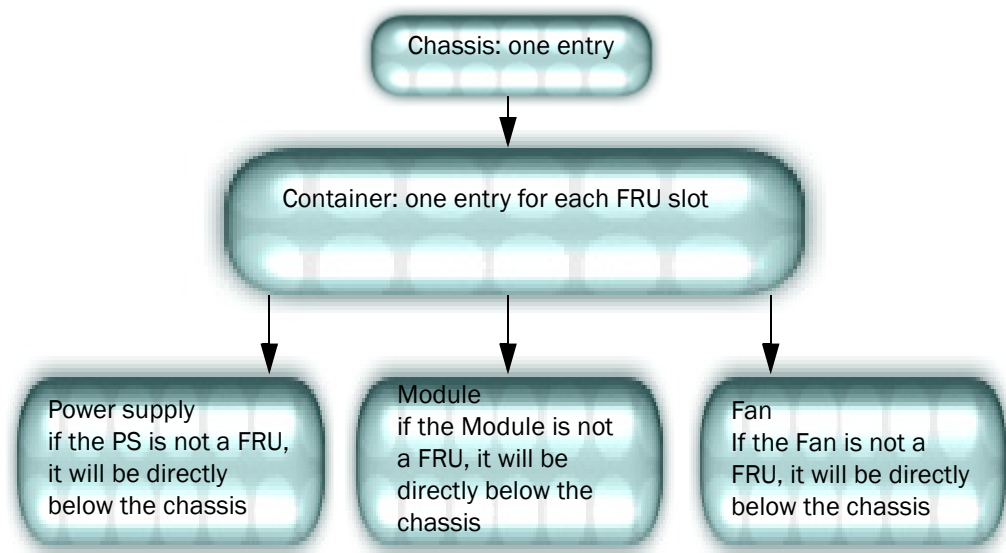 Chassis: one entry
Container: one entry for each FRU slot
Power supply
if the PS is not a FRU,
it will be directly
below the chassis
Module
if the Module is not
a FRU, it will be
directly below the
chassis
Fan
If the Fan is not a
FRU, it will be directly
below the chassis